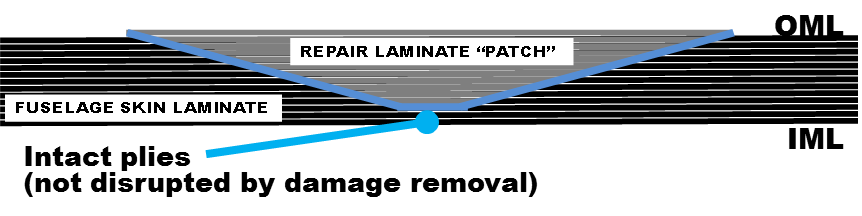 OML
REPAIR LAMINATE “PATCH”
FUSELAGE SKIN LAMINATE
IML
Intact plies
(not disrupted by damage removal)